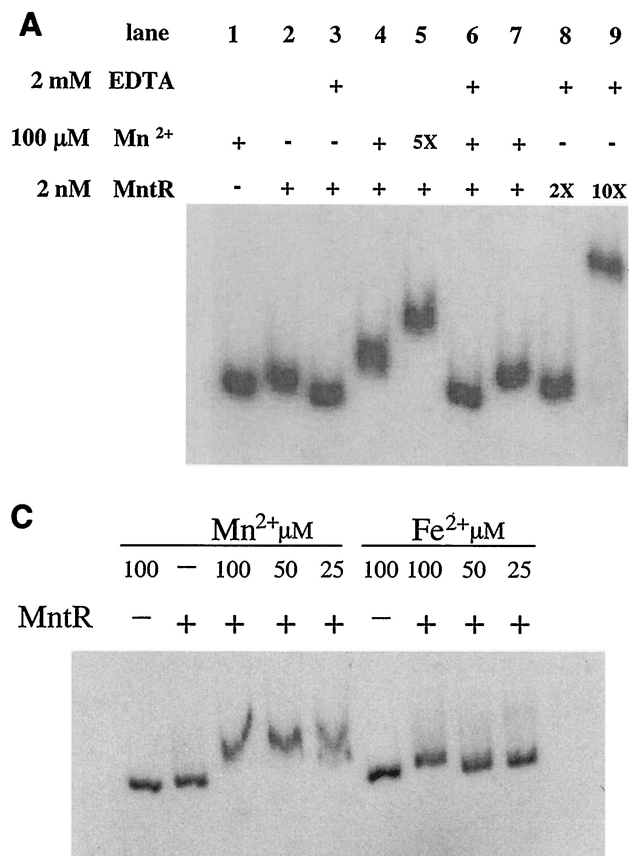 A
lane 1 2 3 4 5 6 7 8 9
2 mM EDTA + + + +
100 µM Mn 2+ + - - + 5X + + - -
2 nM MntR - + + + + + + 2X 10X
C
Mn2+µM Fe2+µM
100 — 100 50 25 100 100 50 25
MntR — + + + + — + + +